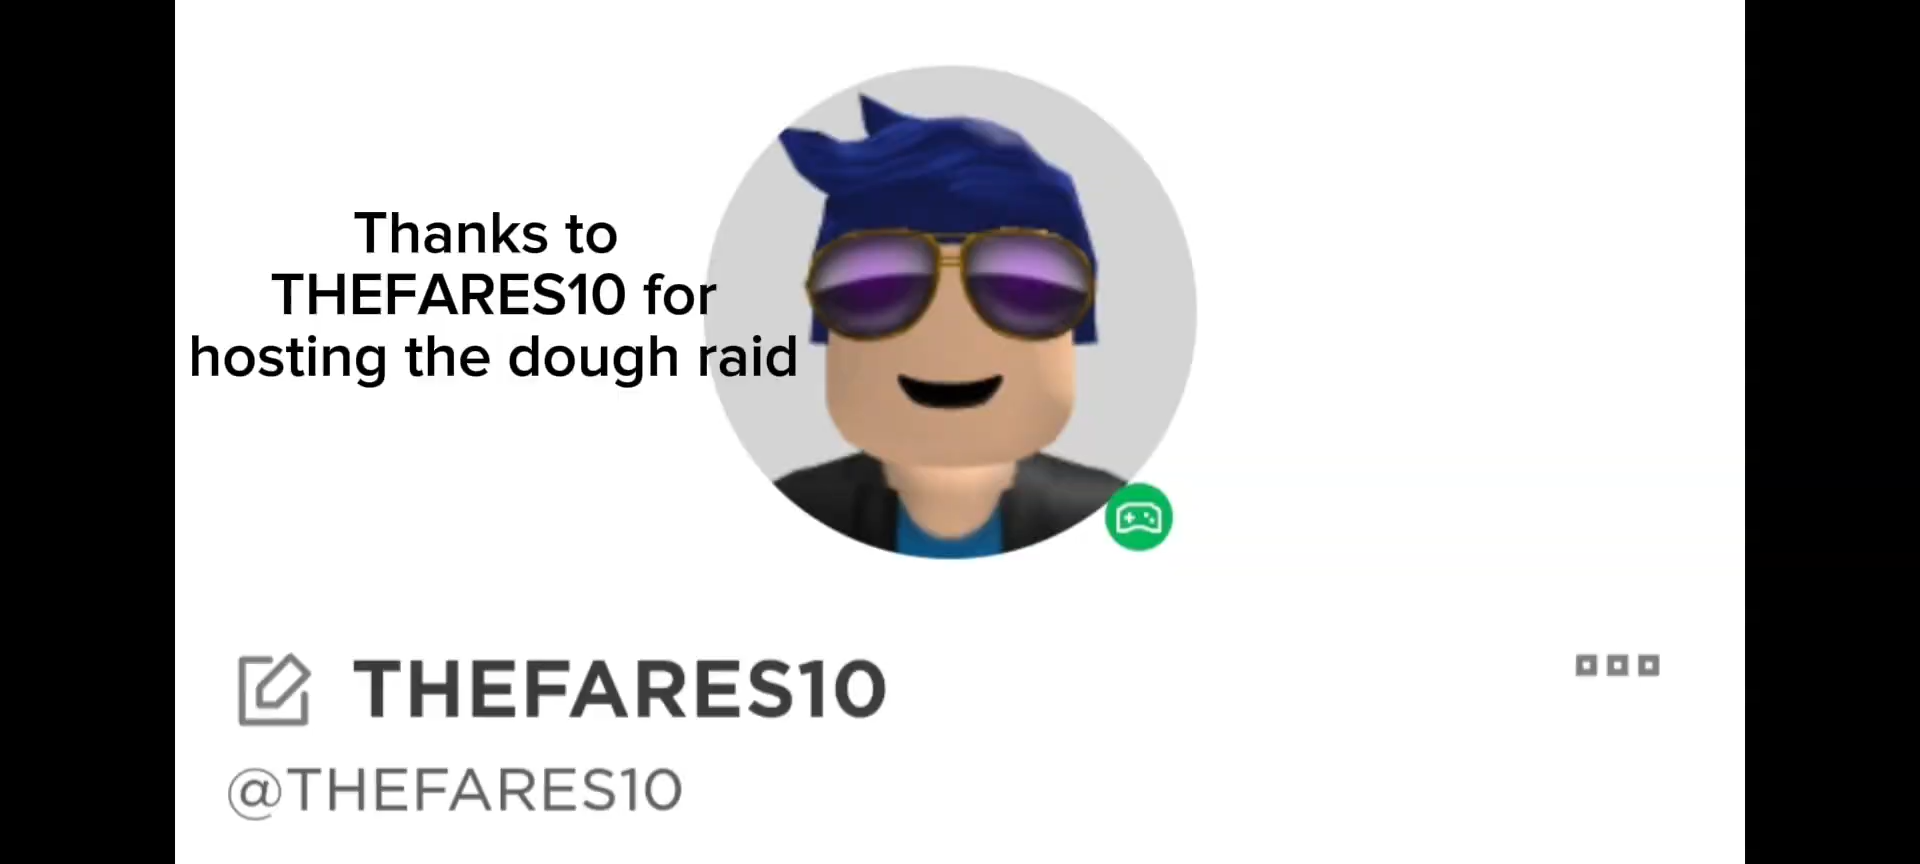 Thanks to
THEFARES10 for
hosting the dough raid
THEFARES10
@THEFARES10